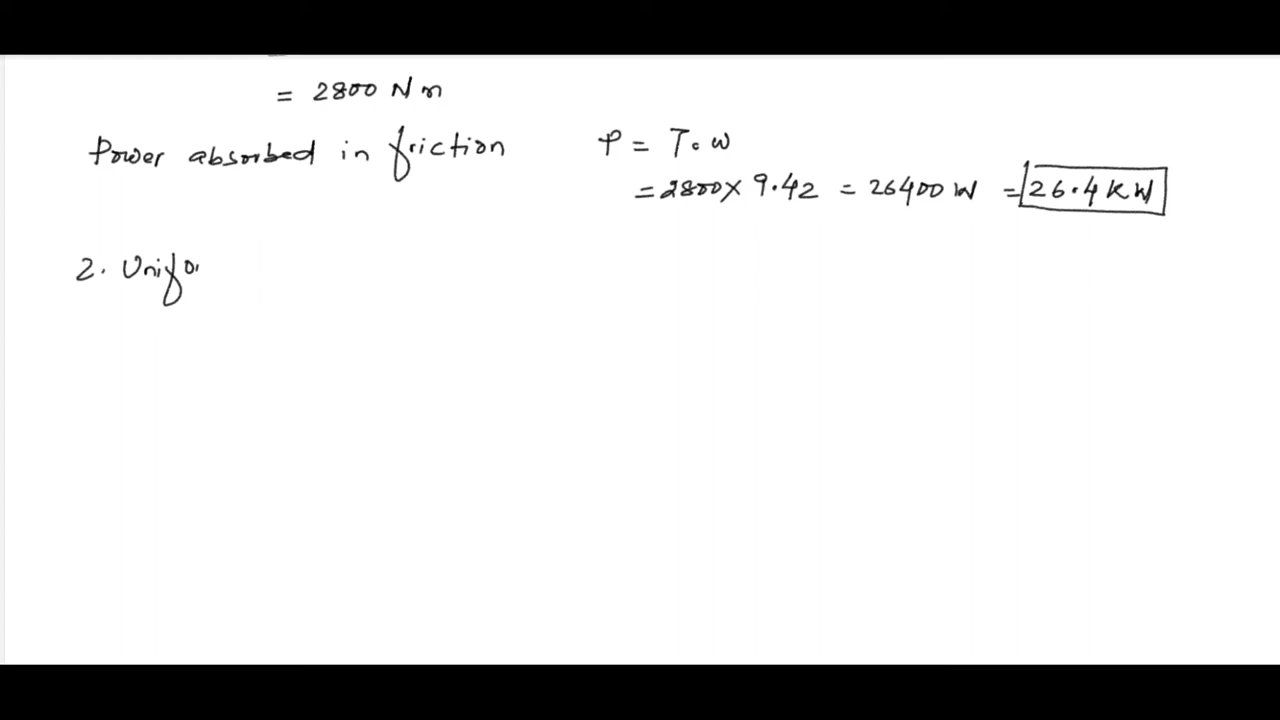 = 2800 N m
Power absorbed in friction P = T. ω
= 2800 × 9.42 = 26400 W = 26.4 KW
2. Unifo